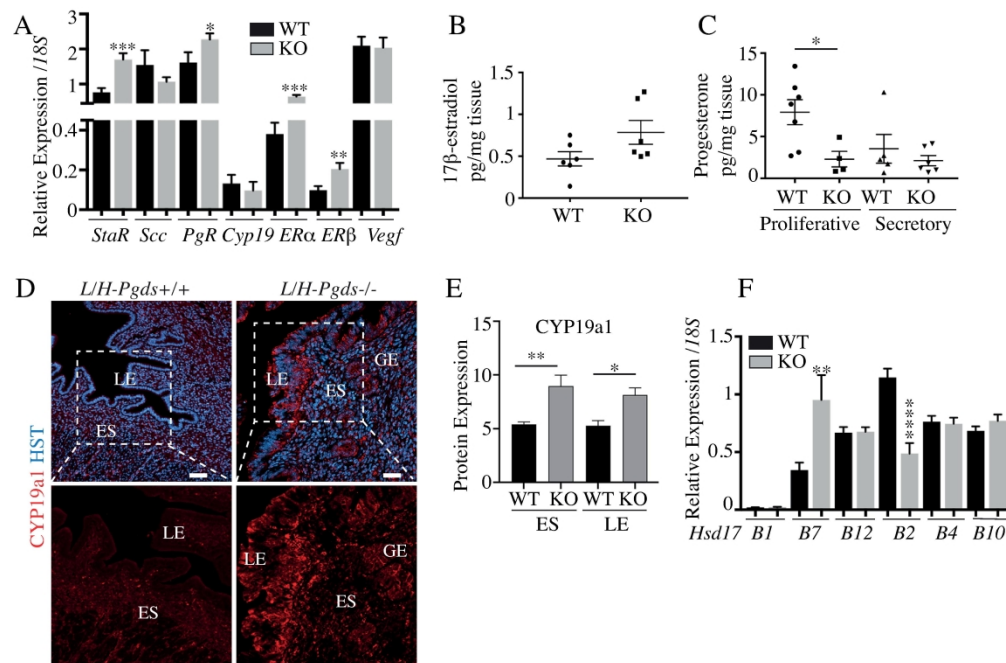 A
Relative Expression /18S
3
2
1
0.4
0.2
0
WT
KO
***
*
***
**
StaR Scc PgR Cyp19 ERα ERβ Vegf
B
17β-estradiol
pg/mg tissue
1.5
1
0.5
0
WT KO
C
Progesterone
pg/mg tissue
20
15
10
5
0
*
WT KO WT KO
Proliferative Secretory
D
L/H-Pgds+/+ L/H-Pgds-/-
CYP19a1 HST
LE
ES
LE
ES
GE
LE
ES
LE
ES
GE
E
CYP19a1
Protein Expression
15
10
5
0
** *
WT KO WT KO
ES LE
F
Relative Expression /18S
1.5
1
0.5
0
WT
KO
**
****
Hsd17 B1 B7 B12 B2 B4 B10